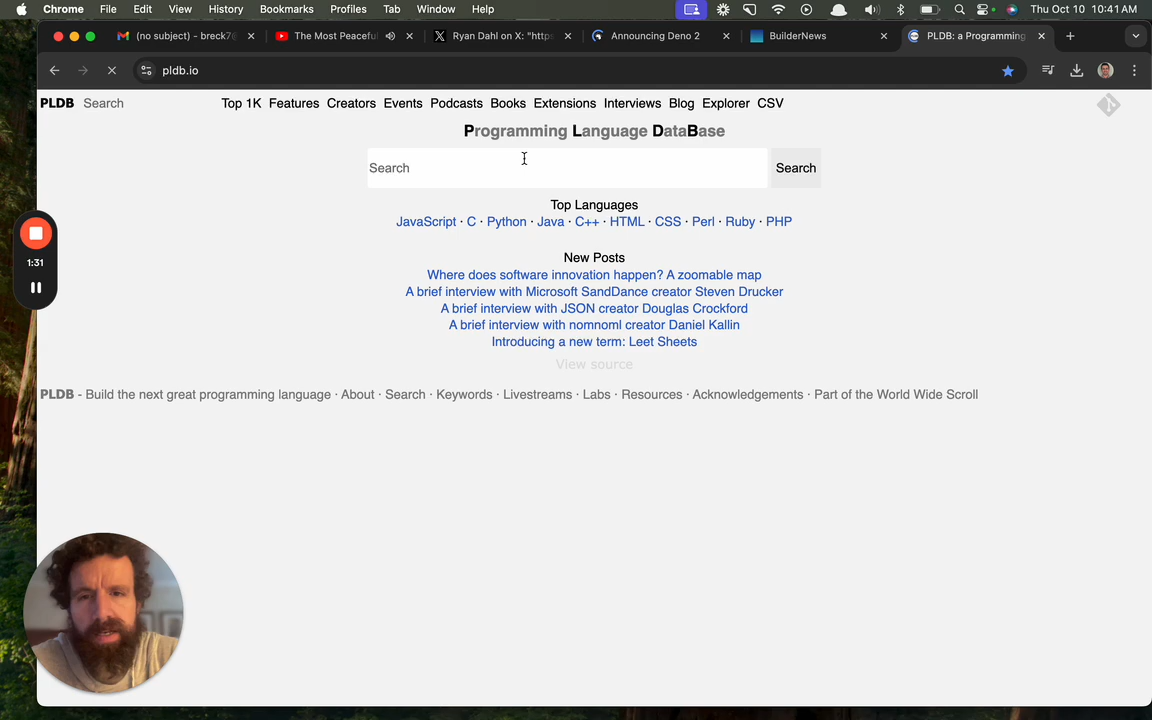 Chrome File Edit View History Bookmarks Profiles Tab Window Help Thu Oct 10 10:41 AM
(no subject) - breck7@ The Most Peaceful Ryan Dahl on X: "https: Announcing Deno 2 BuilderNews PLDB: a Programming
pldb.io
PLDB Search Top 1K Features Creators Events Podcasts Books Extensions Interviews Blog Explorer CSV
Programming Language DataBase
Search Search
Top Languages
JavaScript · C · Python · Java · C++ · HTML · CSS · Perl · Ruby · PHP
1:31
New Posts
Where does software innovation happen? A zoomable map
A brief interview with Microsoft SandDance creator Steven Drucker
A brief interview with JSON creator Douglas Crockford
A brief interview with nomnoml creator Daniel Kallin
Introducing a new term: Leet Sheets
View source
PLDB - Build the next great programming language · About · Search · Keywords · Livestreams · Labs · Resources · Acknowledgements · Part of the World Wide Scroll